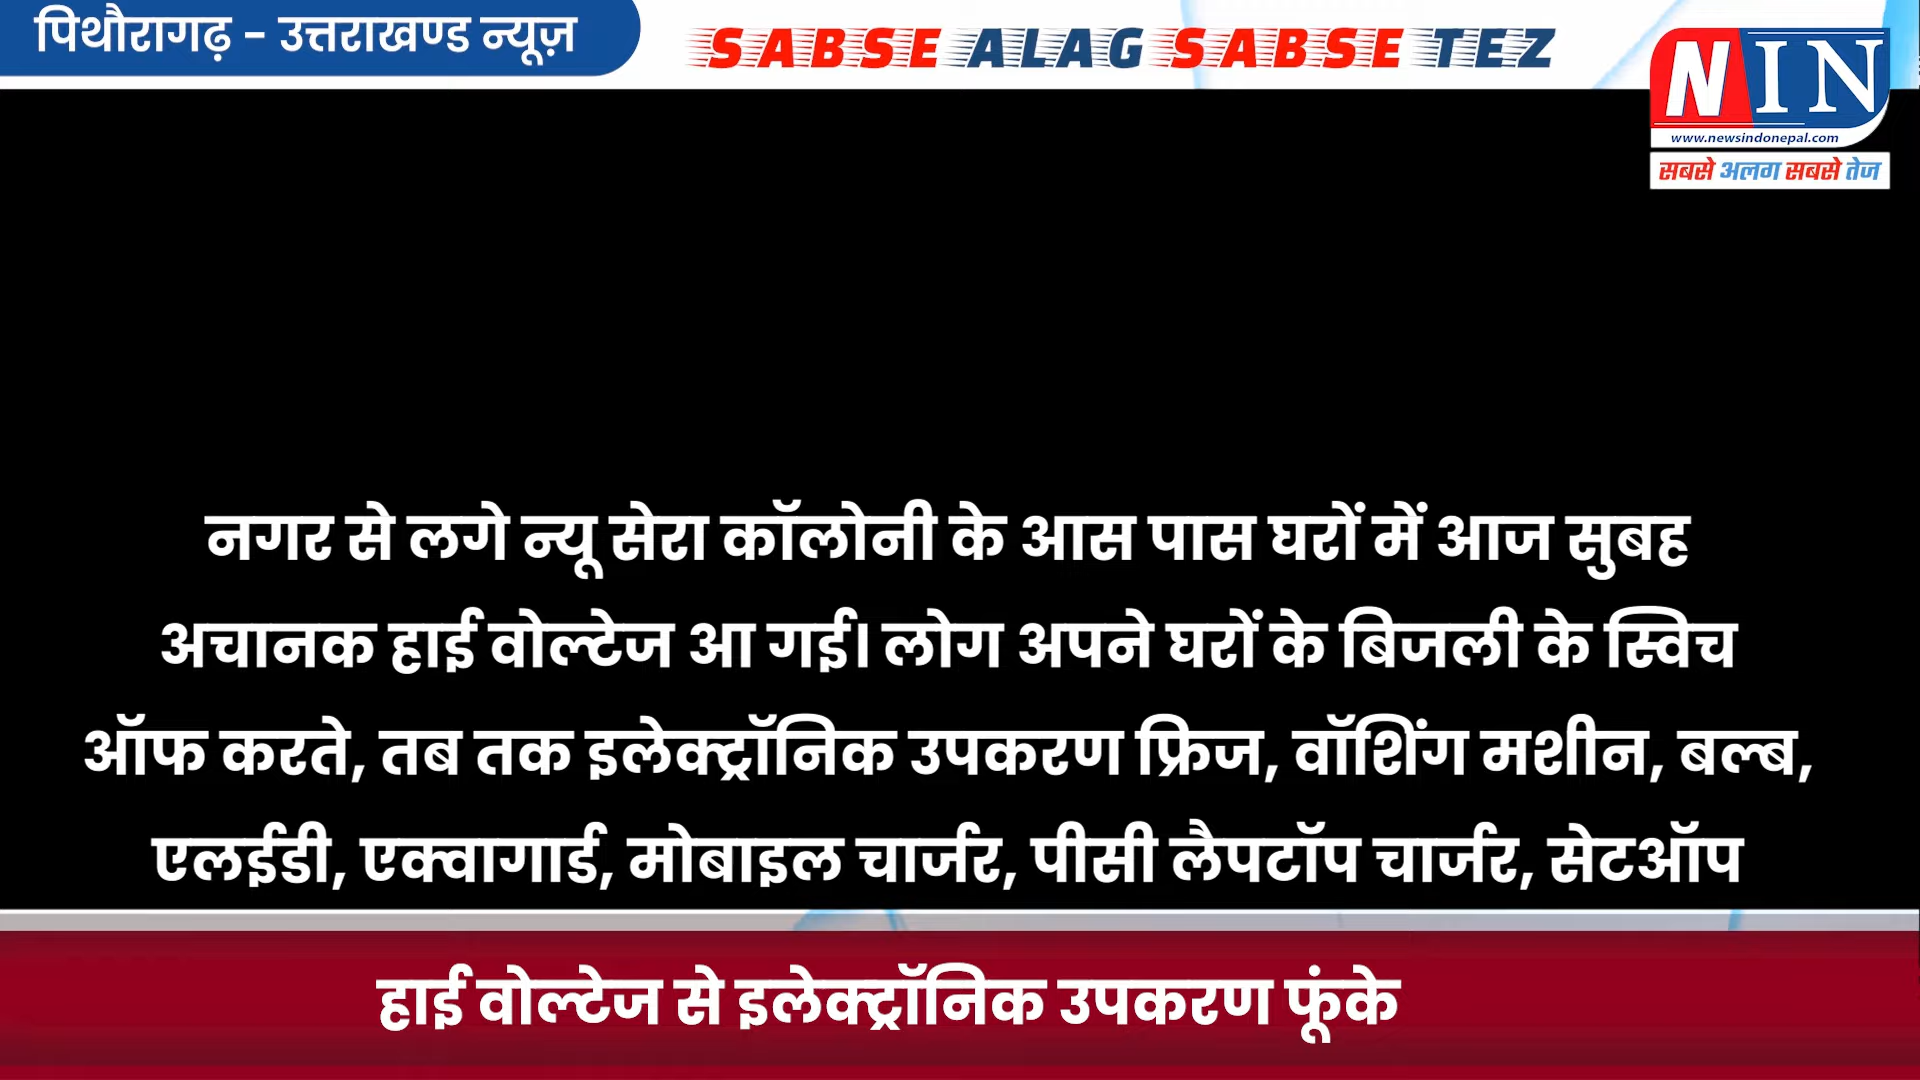 पिथौरागढ़ - उत्तराखण्ड न्यूज़
SABSE ALAG SABSE TEZ
NIN
www.newsindonepal.com
सबसे अलग सबसे तेज
नगर से लगे न्यू सेरा कॉलोनी के आस पास घरों में आज सुबह
अचानक हाई वोल्टेज आ गई। लोग अपने घरों के बिजली के स्विच
ऑफ करते, तब तक इलेक्ट्रॉनिक उपकरण फ्रिज, वॉशिंग मशीन, बल्ब,
एलईडी, एक्वागार्ड, मोबाइल चार्जर, पीसी लैपटॉप चार्जर, सेटऑप
हाई वोल्टेज से इलेक्ट्रॉनिक उपकरण फूंके